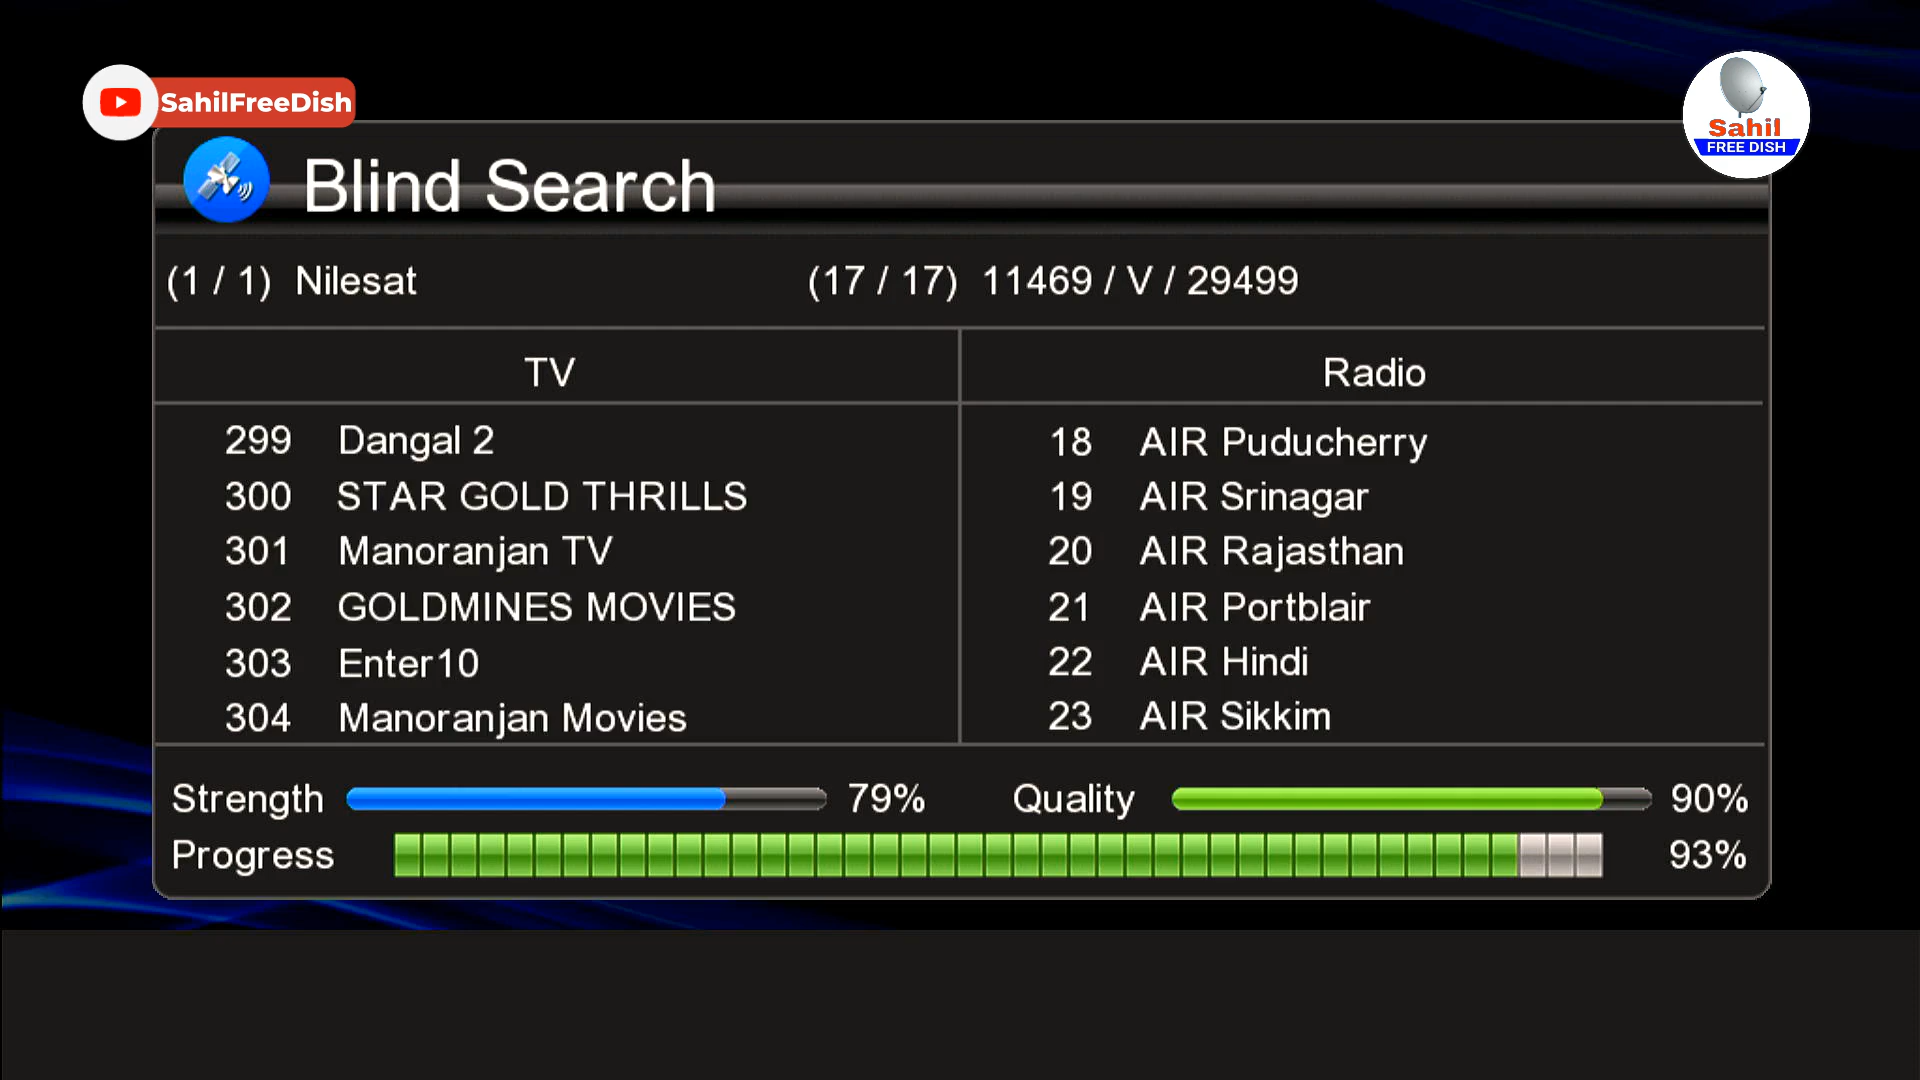 SahilFreeDish
Sahil
FREE DISH
Blind Search
(1 / 1) Nilesat (17 / 17) 11469 / V / 29499
TV Radio
299 Dangal 2 18 AIR Puducherry
300 STAR GOLD THRILLS 19 AIR Srinagar
301 Manoranjan TV 20 AIR Rajasthan
302 GOLDMINES MOVIES 21 AIR Portblair
303 Enter10 22 AIR Hindi
304 Manoranjan Movies 23 AIR Sikkim
Strength 79% Quality 90%
Progress 93%